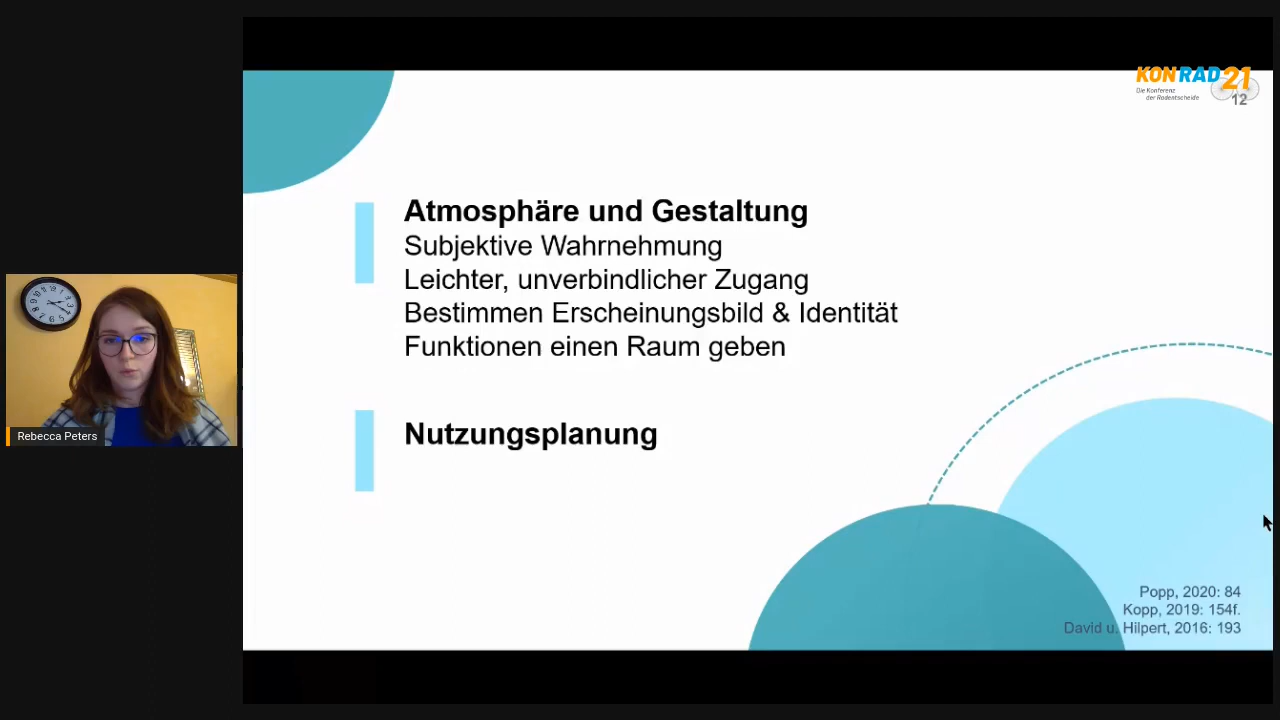 KONRAD21
Die Konferenz
der Radentscheide
12
Atmosphäre und Gestaltung
Subjektive Wahrnehmung
Leichter, unverbindlicher Zugang
Bestimmen Erscheinungsbild & Identität
Funktionen einen Raum geben
Rebecca Peters
Nutzungsplanung
Popp, 2020: 84
Kopp, 2019: 154f.
David u. Hilpert, 2016: 193